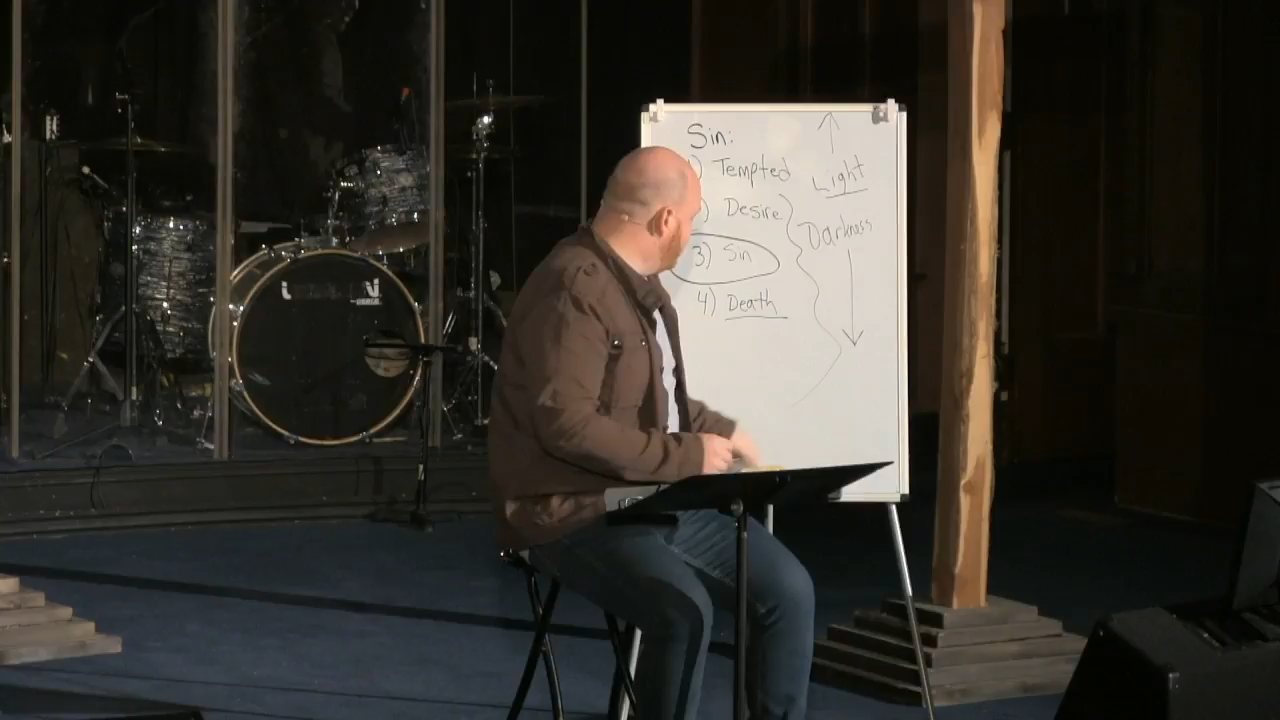 Sin:
) Tempted
) Desire
3) Sin
4) Death
Light
Darkness